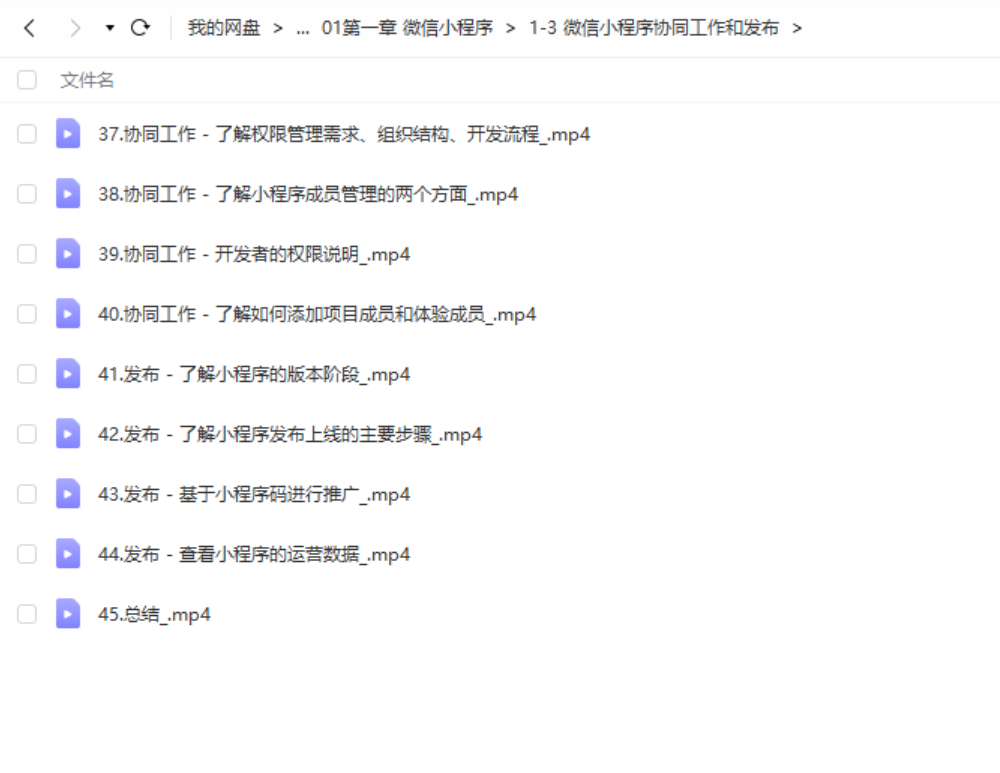 我的网盘 > ... 01第一章 微信小程序 > 1-3 微信小程序协同工作和发布 >
文件名
37.协同工作 - 了解权限管理需求、组织结构、开发流程_.mp4
38.协同工作 - 了解小程序成员管理的两个方面_.mp4
39.协同工作 - 开发者的权限说明_.mp4
40.协同工作 - 了解如何添加项目成员和体验成员_.mp4
41.发布 - 了解小程序的版本阶段_.mp4
42.发布 - 了解小程序发布上线的主要步骤_.mp4
43.发布 - 基于小程序码进行推广_.mp4
44.发布 - 查看小程序的运营数据_.mp4
45.总结_.mp4